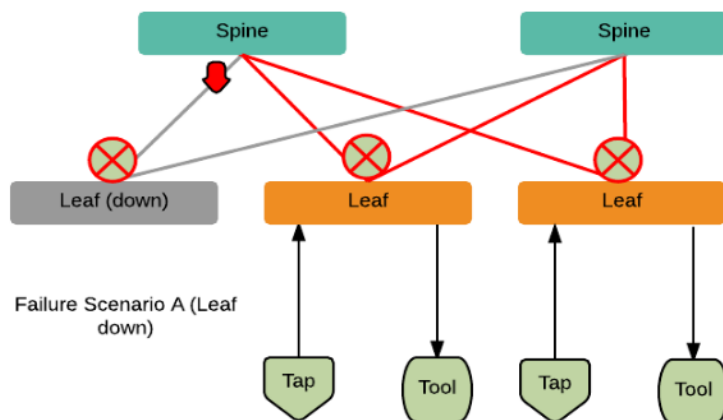 Spine
Spine
Leaf (down)
Leaf
Leaf
Failure Scenario A (Leaf
down)
Tap
Tool
Tap
Tool